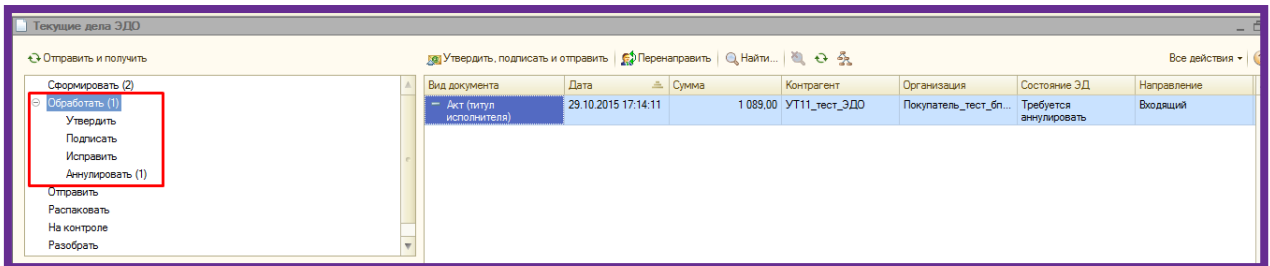 Текущие дела ЭДО
Отправить и получить
Утвердить, подписать и отправить Перенаправить Найти... Все действия
Сформировать (2)
Обработать (1)
Утвердить
Подписать
Исправить
Аннулировать (1)
Отправить
Распаковать
На контроле
Разобрать
Вид документа Дата Сумма Контрагент Организация Состояние ЭД Направление
Акт (титул 29.10.2015 17:14:11 1 089,00 УТ11_тест_ЭДО Покупатель_тест_бп... Требуется Входящий
исполнителя) аннулировать